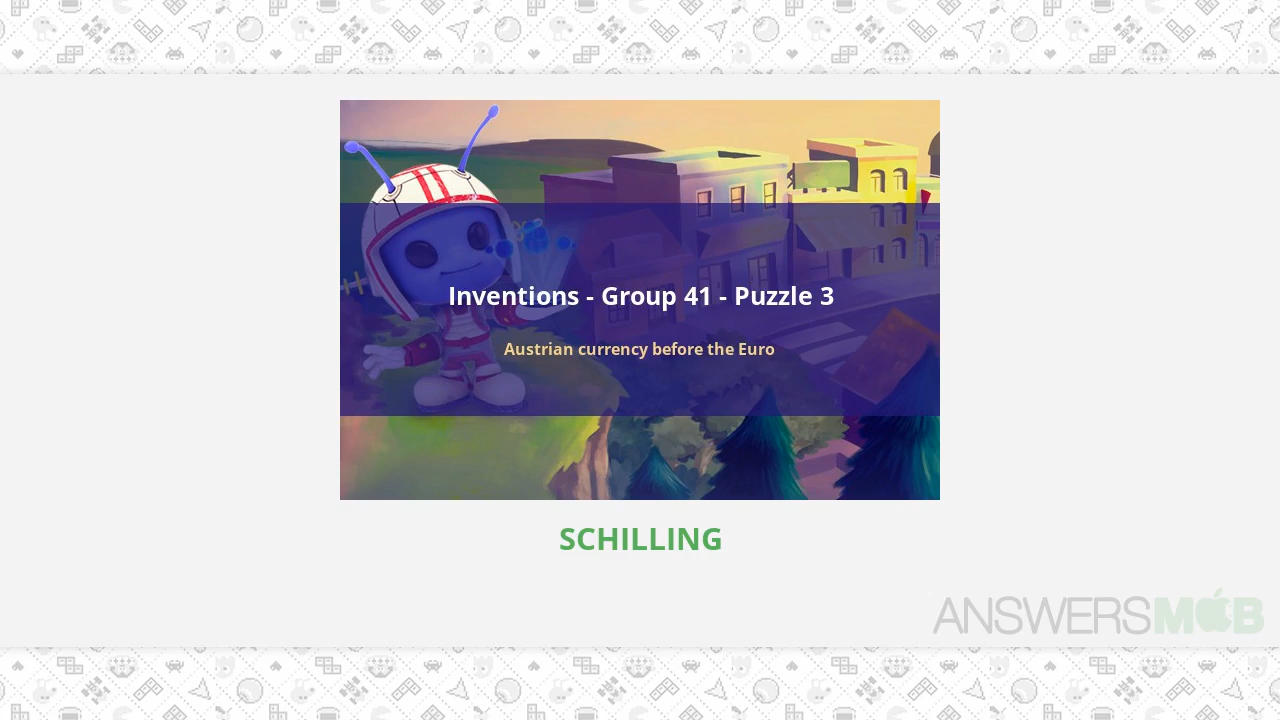 Inventions - Group 41 - Puzzle 3
Austrian currency before the Euro
SCHILLING
ANSWERSMOB